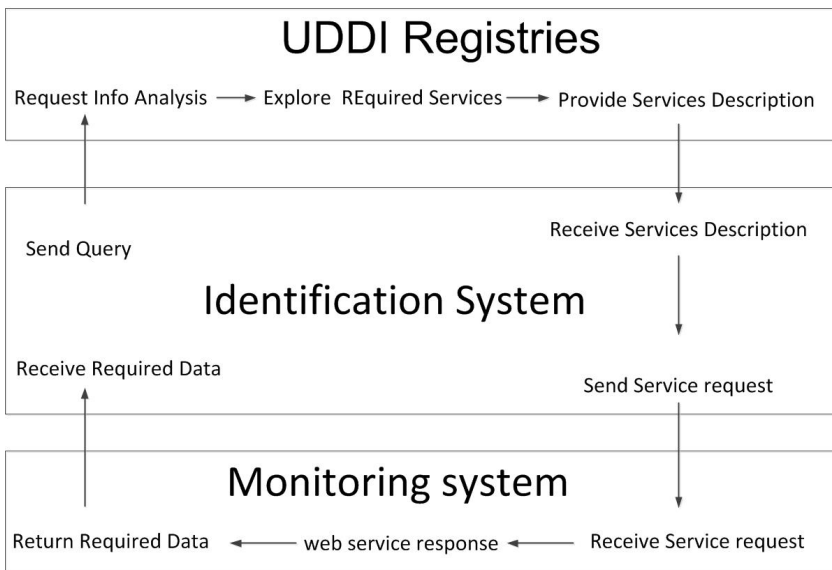 UDDI Registries
Request Info Analysis
Explore REquired Services
Provide Services Description
Send Query
Receive Services Description
Identification System
Receive Required Data
Send Service request
Monitoring system
Return Required Data
web service response
Receive Service request